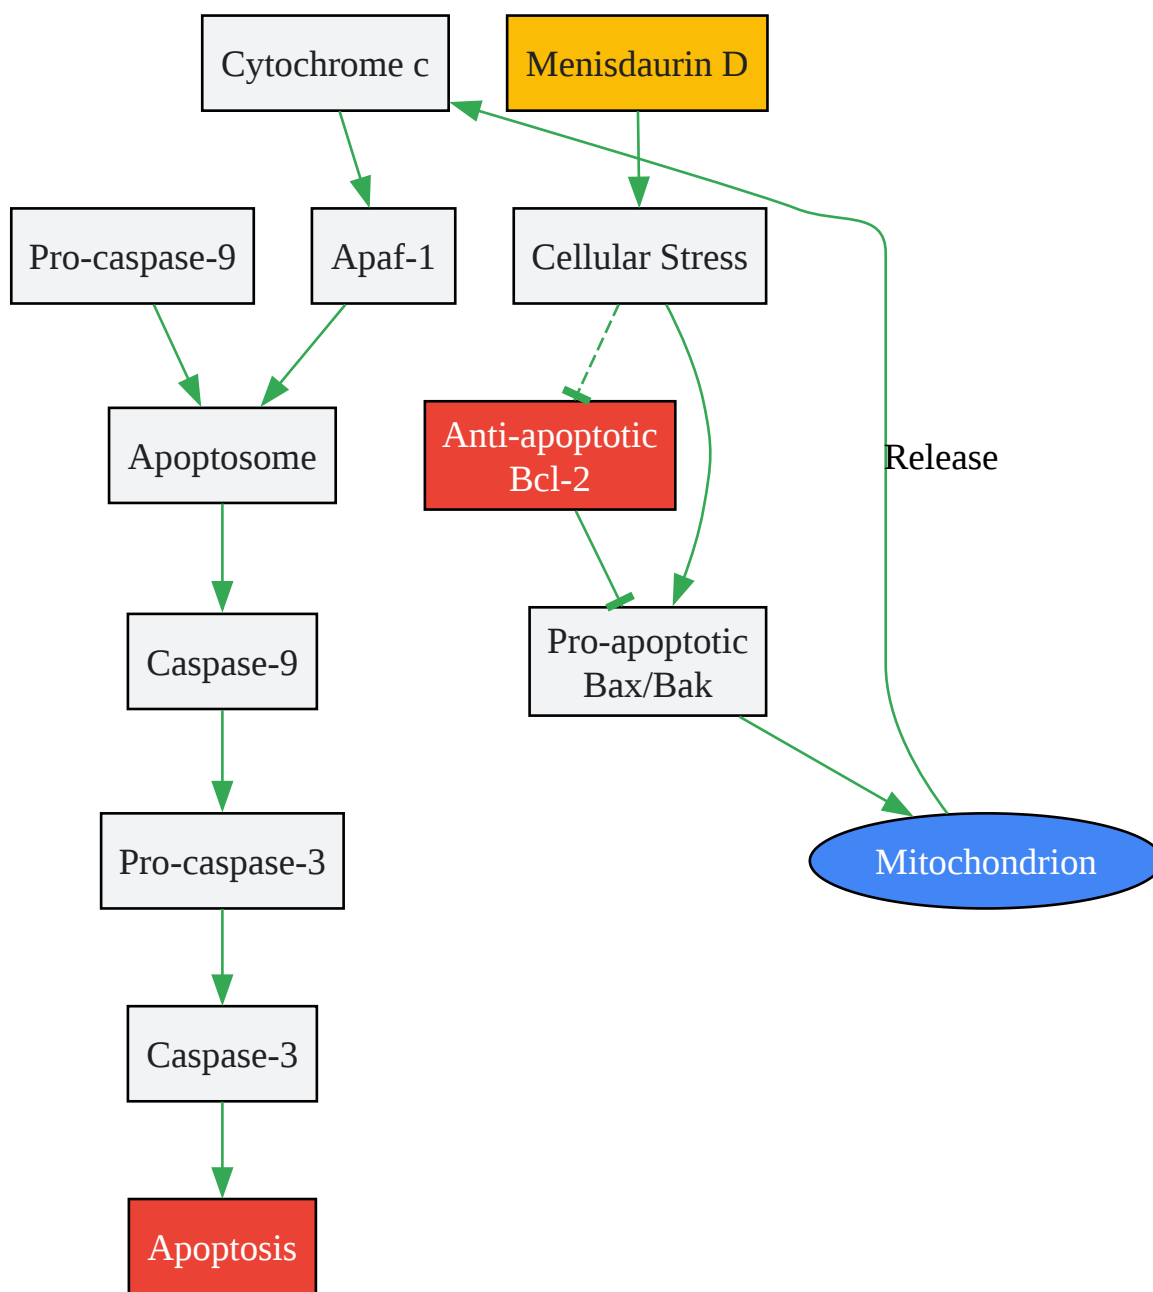 Cytochrome c
Menisdaurin D
Pro-caspase-9
Apaf-1
Cellular Stress
Apoptosome
Anti-apoptotic
Bcl-2
Release
Caspase-9
Pro-apoptotic
Bax/Bak
Pro-caspase-3
Mitochondrion
Caspase-3
Apoptosis